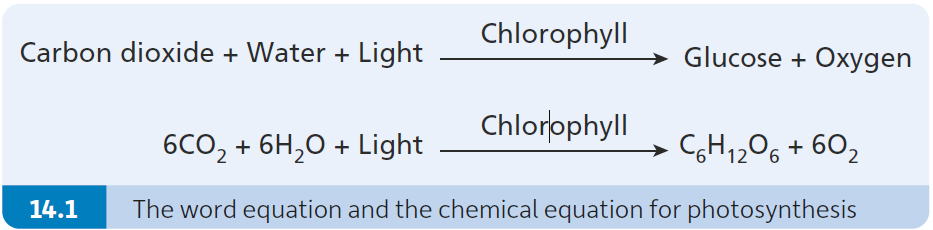 Chlorophyll
Carbon dioxide + Water + Light → Glucose + Oxygen
Chlorophyll
6CO₂ + 6H₂O + Light → C₆H₁₂O₆ + 6O₂
14.1 The word equation and the chemical equation for photosynthesis